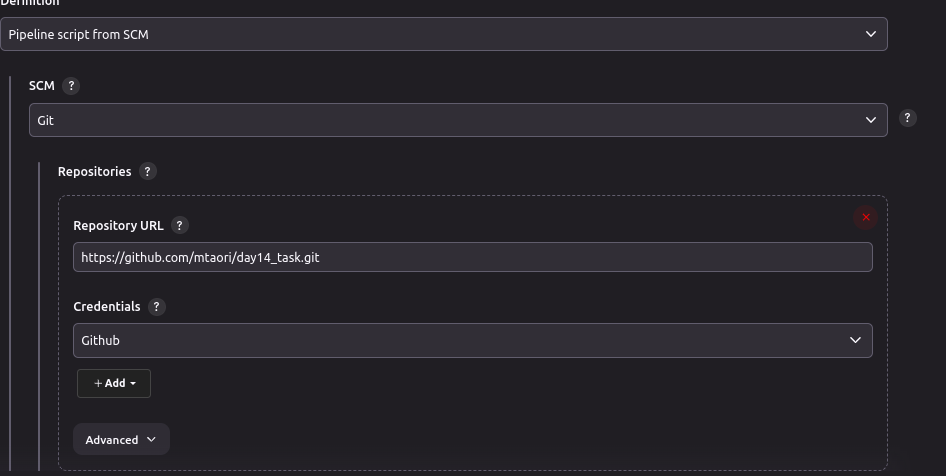 Definition
Pipeline script from SCM
SCM ?
Git
?
Repositories ?
Repository URL ?
https://github.com/mtaori/day14_task.git
Credentials ?
Github
+ Add
Advanced